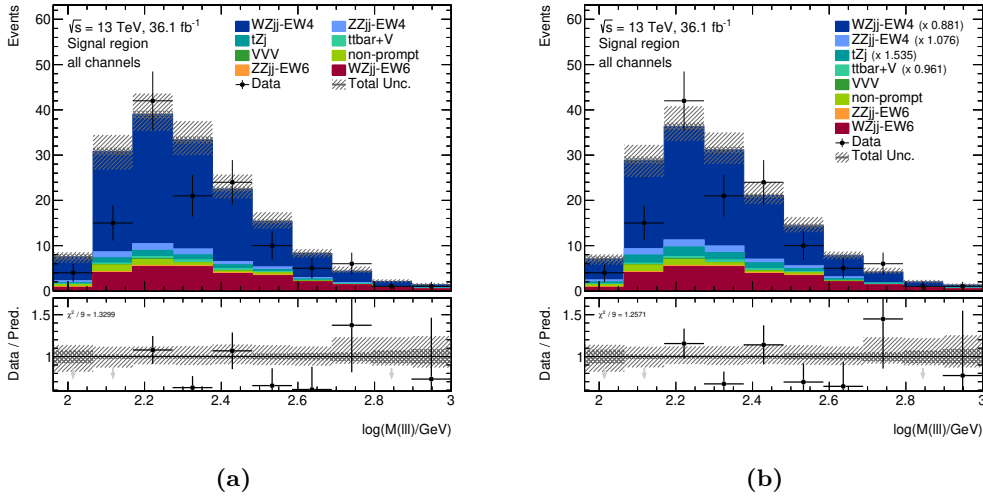 Events
60
50
40
30
20
10
0
√s = 13 TeV, 36.1 fb⁻¹
Signal region
all channels
WZjj-EW4
tZj
VVV
ZZjj-EW6
Data
ZZjj-EW4
ttbar+V
non-prompt
WZjj-EW6
Total Unc.
Data / Pred.
1.5
1
χ² / 9 = 1.3299
2 2.2 2.4 2.6 2.8 3
log(M(lll)/GeV)
(a)
Events
60
50
40
30
20
10
0
√s = 13 TeV, 36.1 fb⁻¹
Signal region
all channels
WZjj-EW4 (x 0.881)
ZZjj-EW4 (x 1.076)
tZj (x 1.535)
ttbar+V (x 0.961)
VVV
non-prompt
ZZjj-EW6
WZjj-EW6
Data
Total Unc.
Data / Pred.
1.5
1
χ² / 9 = 1.2571
2 2.2 2.4 2.6 2.8 3
log(M(lll)/GeV)
(b)